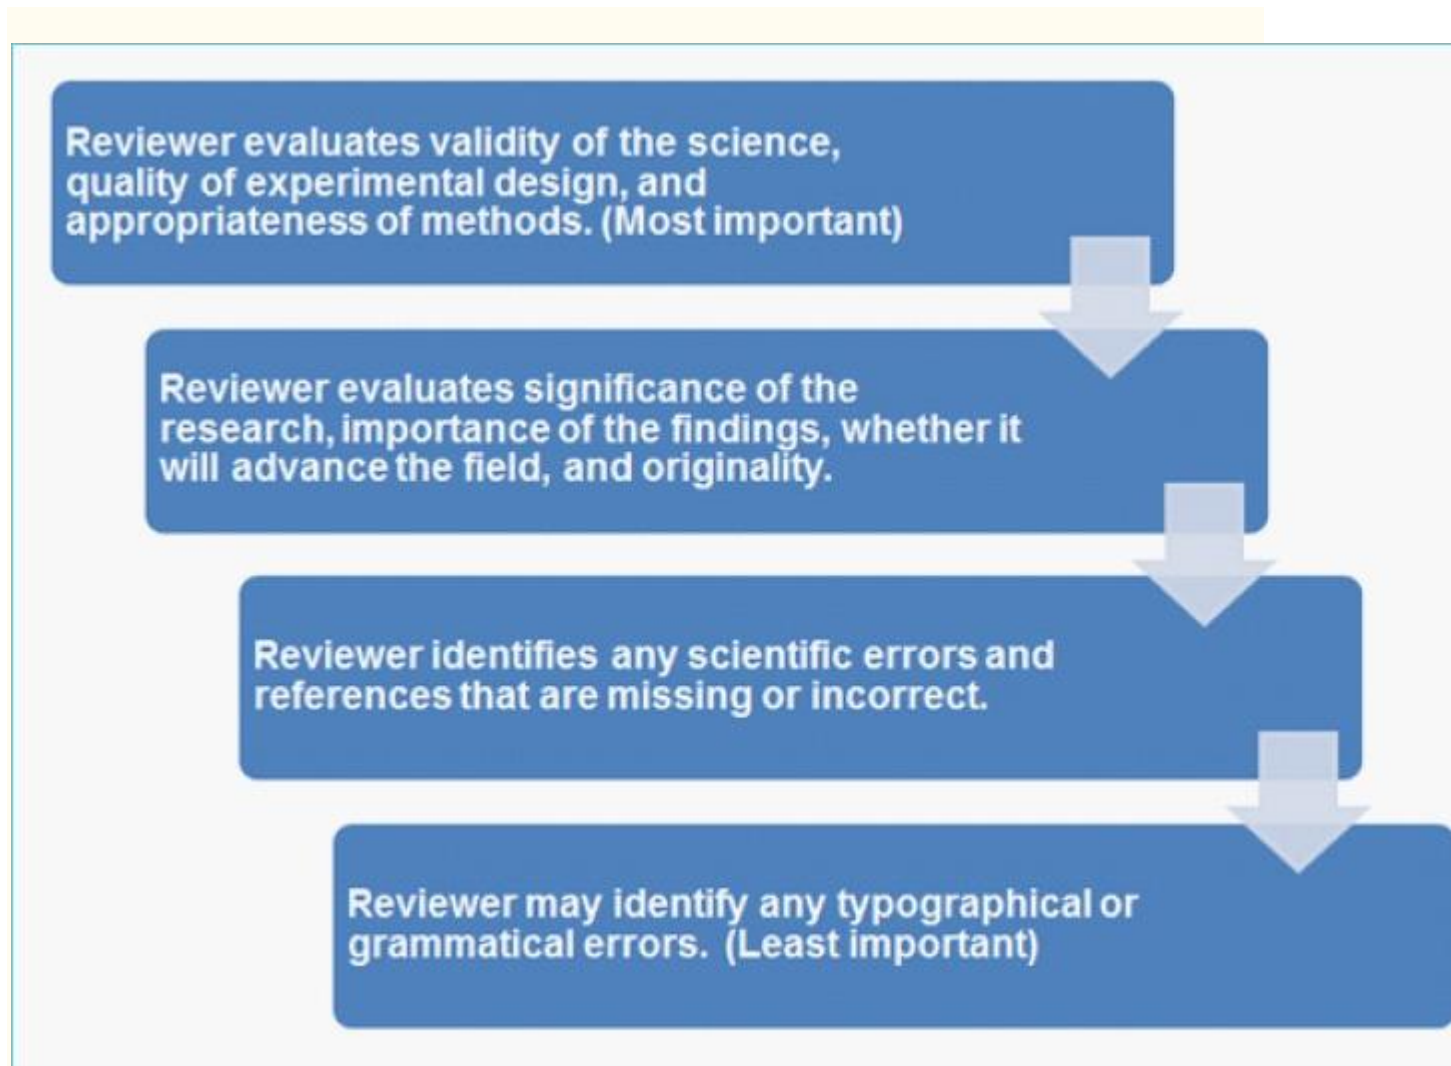 Reviewer evaluates validity of the science,
quality of experimental design, and
appropriateness of methods. (Most important)
Reviewer evaluates significance of the
research, importance of the findings, whether it
will advance the field, and originality.
Reviewer identifies any scientific errors and
references that are missing or incorrect.
Reviewer may identify any typographical or
grammatical errors. (Least important)